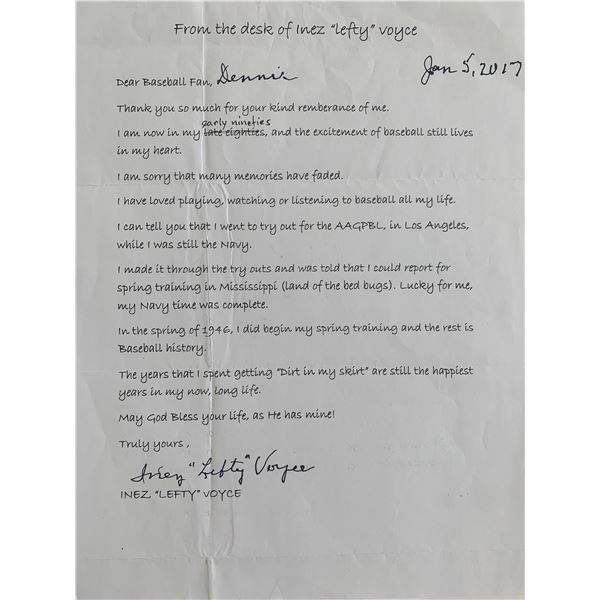 From the desk of Inez "lefty" voyce
Jan 5, 2017
Dear Baseball Fan, Dennis
Thank you so much for your kind remberance of me.
early nineties
I am now in my late eighties, and the excitement of baseball still lives
in my heart.
I am sorry that many memories have faded.
I have loved playing, watching or listening to baseball all my life.
I can tell you that I went to try out for the AAGPBL, in Los Angeles,
while I was still the Navy.
I made it through the try outs and was told that I could report for
spring training in Mississippi (land of the bed bugs). Lucky for me,
my Navy time was complete.
In the spring of 1946, I did begin my spring training and the rest is
Baseball history.
The years that I spent getting "Dirt in my skirt" are still the happiest
years in my now, long life.
May God Bless your life, as He has mine!
Truly yours,
Inez "Lefty" Voyce
INEZ "LEFTY" VOYCE